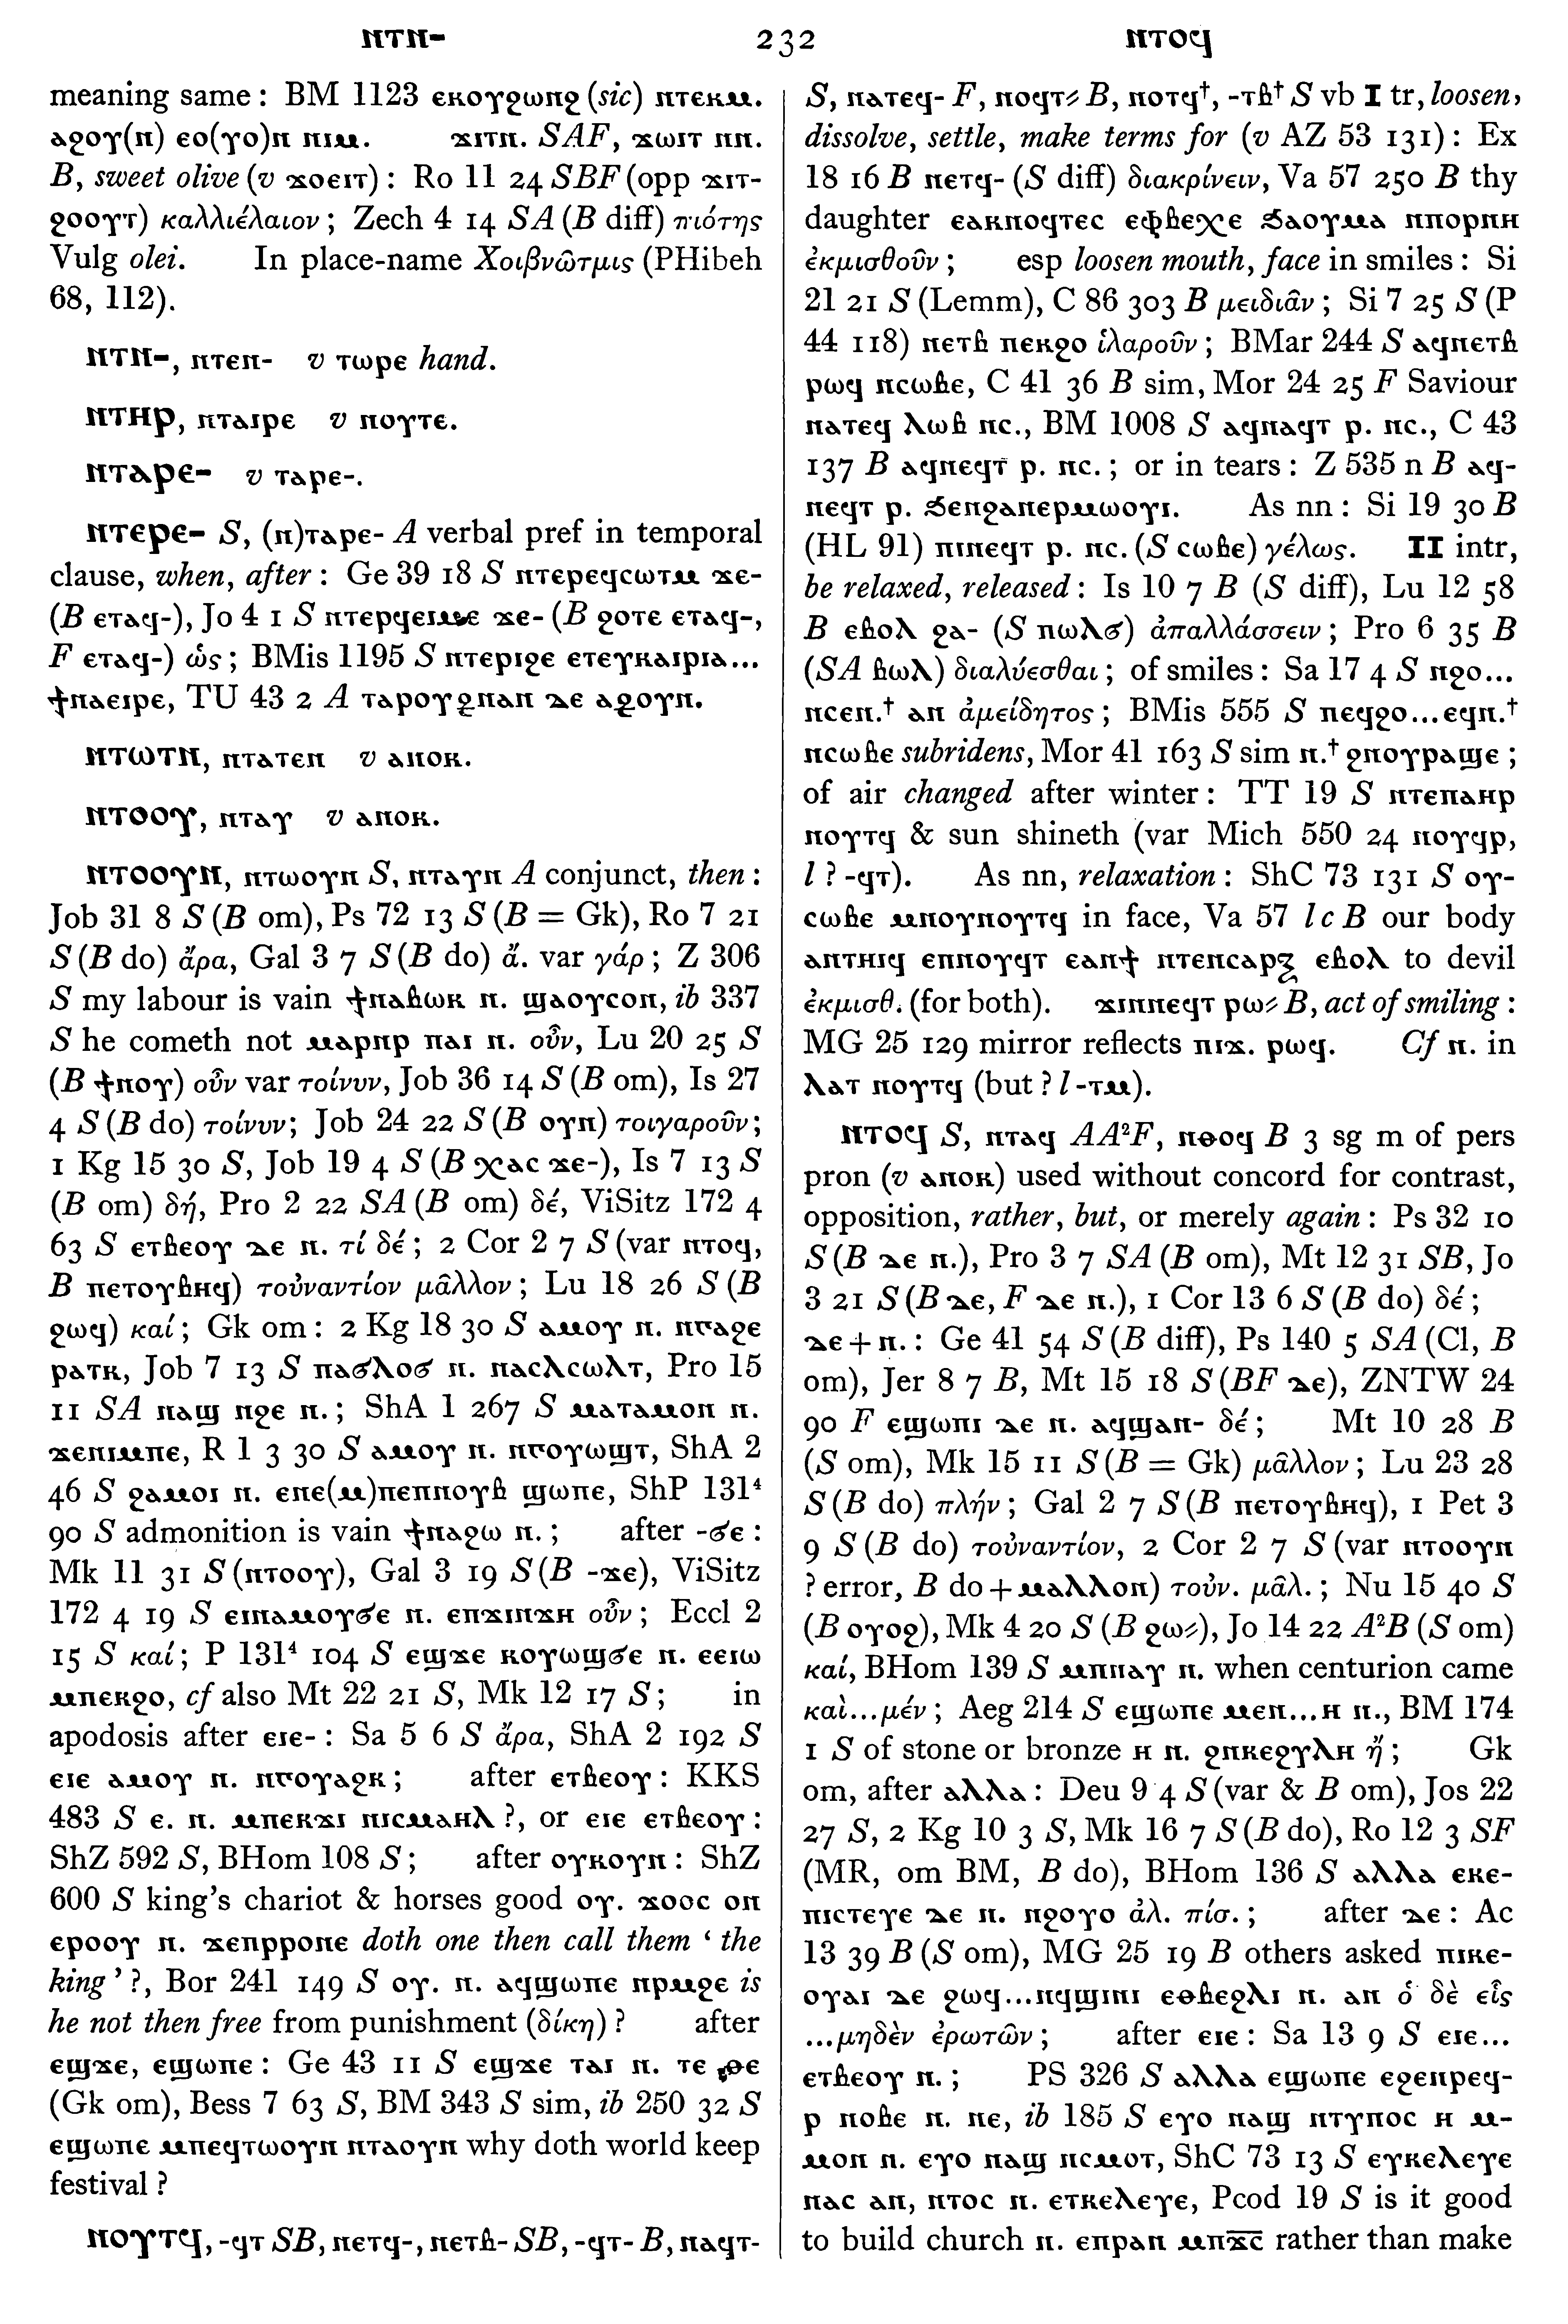 ⲛⲧⲛ- 232 ⲛⲧⲟϥ
meaning same : BM 1123 ⲉⲕⲟⲩϩⲱⲛϩ (sic) ⲛⲧⲉⲕⲙ.
ⲁϩⲟⲩ(ⲛ) ⲉⲟ(ⲩⲟ)ⲛ ⲛⲓⲙ. ϫⲓⲧⲛ. SAF, ϫⲱⲓⲧ ⲛⲛ.
B, sweet olive (v ϫⲟⲉⲓⲧ) : Ro 11 24 SBF (opp ϫⲓⲧ-
ϩⲟⲟⲩⲧ) καλλιέλαιον ; Zech 4 14 SA (B diff) πιότης
Vulg olei. In place-name Χοιβνῶτμις (PHibeh
68, 112).
ⲛⲧⲛ-, ⲛⲧⲉⲛ- v ⲧⲱⲣⲉ hand.
ⲛⲧⲏⲣ, ⲛⲧⲁⲓⲣⲉ v ⲛⲟⲩⲧⲉ.
ⲛⲧⲁⲣⲉ- v ⲧⲁⲣⲉ-.
ⲛⲧⲉⲣⲉ- S, (ⲛ)ⲧⲁⲣⲉ- A verbal pref in temporal
clause, when, after : Ge 39 18 S ⲛⲧⲉⲣⲉϥⲥⲱⲧⲙ ϫⲉ-
(B ⲉⲧⲁϥ-), Jo 4 1 S ⲛⲧⲉⲣϥⲉⲓⲙⲉ ϫⲉ- (B ϩⲟⲧⲉ ⲉⲧⲁϥ-,
F ⲉⲧⲁϥ-) ὡς ; BMis 1195 S ⲛⲧⲉⲣⲓϩⲉ ⲉⲧⲉⲩⲕⲁⲓⲣⲓⲁ...
ϯⲛⲁⲉⲓⲣⲉ, TU 43 2 A ⲧⲁⲣⲟⲩϩⲛⲁⲛ ⲇⲉ ⲁϩⲟⲩⲛ.
ⲛⲧⲱⲧⲛ, ⲛⲧⲁⲧⲉⲛ v ⲁⲛⲟⲕ.
ⲛⲧⲟⲟⲩ, ⲛⲧⲁⲩ v ⲁⲛⲟⲕ.
ⲛⲧⲟⲟⲩⲛ, ⲛⲧⲱⲟⲩⲛ S, ⲛⲧⲁⲩⲛ A conjunct, then :
Job 31 8 S (B om), Ps 72 13 S (B = Gk), Ro 7 21
S (B do) ἄρα, Gal 3 7 S (B do) ἄ. var γάρ ; Z 306
S my labour is vain ϯⲛⲁⲃⲱⲕ ⲛ. ϣⲁⲟⲩⲥⲟⲛ, ib 337
S he cometh not ⲙⲁⲣⲛⲣ ⲡⲁⲓ ⲛ. οὖν, Lu 20 25 S
(B ϯⲛⲟⲩ) οὖν var τοίνυν, Job 36 14 S (B om), Is 27
4 S (B do) τοίνυν; Job 24 22 S (B ⲟⲩⲛ) τοιγαροῦν;
1 Kg 15 30 S, Job 19 4 S (B ⲭⲁⲥ ϫⲉ-), Is 7 13 S
(B om) δή, Pro 2 22 SA (B om) δέ, ViSitz 172 4
63 S ⲉⲧⲃⲉⲟⲩ ⲇⲉ ⲛ. τί δέ ; 2 Cor 2 7 S (var ⲛⲧⲟϥ,
B ⲡⲉⲧⲟⲩⲃⲏϥ) τοὐναντίον μᾶλλον ; Lu 18 26 S (B
ϩⲱϥ) καί ; Gk om : 2 Kg 18 30 S ⲁⲙⲟⲩ ⲛ. ⲛⲅⲁϩⲉ
ⲣⲁⲧⲕ, Job 7 13 S ⲡⲁϭⲗⲟϭ ⲛ. ⲛⲁⲥⲗⲥⲱⲗⲧ, Pro 15
11 SA ⲛⲁϣ ⲛϩⲉ ⲛ. ; ShA 1 267 S ⲙⲁⲧⲁⲙⲟⲛ ⲛ.
ϫⲉⲛⲓⲙⲡⲉ, R 1 3 30 S ⲁⲙⲟⲩ ⲛ. ⲛⲅⲟⲩⲱϣⲧ, ShA 2
46 S ϩⲁⲙⲟⲓ ⲛ. ⲉⲛⲉ(ⲙ)ⲡⲉⲡⲛⲟⲩⲃ ϣⲱⲡⲉ, ShP 131⁴
90 S admonition is vain ϯⲛⲁϩⲱ ⲛ. ; after -ϭⲉ :
Mk 11 31 S (ⲛⲧⲟⲟⲩ), Gal 3 19 S (B -ϫⲉ), ViSitz
172 4 19 S ⲉⲓⲛⲁⲙⲟⲩϭⲉ ⲛ. ⲉⲡϫⲓⲛϫⲏ οὖν ; Eccl 2
15 S καί ; P 131⁴ 104 S ⲉϣϫⲉ ⲕⲟⲩⲱϣϭⲉ ⲛ. ⲉⲉⲓⲱ
ⲙⲡⲉⲕϩⲟ, cf also Mt 22 21 S, Mk 12 17 S ; in
apodosis after ⲉⲓⲉ- : Sa 5 6 S ἄρα, ShA 2 192 S
ⲉⲓⲉ ⲁⲙⲟⲩ ⲛ. ⲛⲅⲟⲩⲁϩⲕ ; after ⲉⲧⲃⲉⲟⲩ : KKS
483 S ⲉ. ⲛ. ⲙⲡⲉⲕϫⲓ ⲡⲓⲥⲙⲁⲏⲗ ?, or ⲉⲓⲉ ⲉⲧⲃⲉⲟⲩ :
ShZ 592 S, BHom 108 S ; after ⲟⲩⲕⲟⲩⲛ : ShZ
600 S king's chariot & horses good ⲟⲩ. ϫⲟⲟⲥ ⲟⲛ
ⲉⲣⲟⲟⲩ ⲛ. ϫⲉⲡⲣⲣⲟⲡⲉ doth one then call them ‘ the
king ’ ?, Bor 241 149 S ⲟⲩ. ⲛ. ⲁϥϣⲱⲡⲉ ⲛⲣⲙϩⲉ is
he not then free from punishment (δίκη) ? after
ⲉϣϫⲉ, ⲉϣⲱⲡⲉ : Ge 43 11 S ⲉϣϫⲉ ⲧⲁⲓ ⲛ. ⲧⲉ ⲑⲉ
(Gk om), Bess 7 63 S, BM 343 S sim, ib 250 32 S
ⲉϣⲱⲡⲉ ⲙⲡⲉϥⲧⲱⲟⲩⲛ ⲛⲧⲁⲟⲩⲛ why doth world keep
festival ?
ⲛⲟⲩⲧϥ, -ϥⲧ SB, ⲛⲉⲧϥ-, ⲛⲉⲧⲃ- SB, -ϥⲧ- B, ⲛⲁϥⲧ-
S, ⲛⲁⲧⲉϥ- F, ⲛⲟϥⲧ⸗ B, ⲛⲟⲧϥ†, -ⲧⲃ† S vb I tr, loosen,
dissolve, settle, make terms for (v AZ 53 131) : Ex
18 16 B ⲛⲉⲧϥ- (S diff) διακρίνειν, Va 57 250 B thy
daughter ⲉⲁⲕⲛⲟϥⲧⲉⲥ ⲉⲫⲃⲉⲭⲉ ϧⲁⲟⲩⲙⲁ ⲙⲡⲟⲣⲛⲏ
ἐκμισθοῦν ; esp loosen mouth, face in smiles : Si
21 21 S (Lemm), C 86 303 B μειδιᾶν ; Si 7 25 S (P
44 118) ⲛⲉⲧⲃ ⲡⲉⲕϩⲟ ἱλαροῦν ; BMar 244 S ⲁϥⲛⲉⲧⲃ
ⲣⲱϥ ⲛⲥⲱⲃⲉ, C 41 36 B sim, Mor 24 25 F Saviour
ⲛⲁⲧⲉϥ ⲗⲱⲃ ⲛⲥ., BM 1008 S ⲁϥⲛⲁϥⲧ ⲣ. ⲛⲥ., C 43
137 B ⲁϥⲛⲉϥⲧ ⲣ. ⲛⲥ. ; or in tears : Z 535 n B ⲁϥ-
ⲛⲉϥⲧ ⲣ. ϧⲉⲛϩⲁⲛⲉⲣⲙⲱⲟⲩⲓ. As nn : Si 19 30 B
(HL 91) ⲡⲓⲛⲉϥⲧ ⲣ. ⲛⲥ. (S ⲥⲱⲃⲉ) γέλως. II intr,
be relaxed, released : Is 10 7 B (S diff), Lu 12 58
B ⲉⲃⲟⲗ ϩⲁ- (S ⲡⲱⲗϭ) ἀπαλλάσσειν ; Pro 6 35 B
(SA ⲃⲱⲗ) διαλύεσθαι ; of smiles : Sa 17 4 S ⲛϩⲟ...
ⲛⲥⲉⲛ.† ⲁⲛ ἀμείδητος ; BMis 555 S ⲡⲉϥϩⲟ...ⲉϥⲛ.†
ⲛⲥⲱⲃⲉ subridens, Mor 41 163 S sim ⲛ.† ϩⲛⲟⲩⲣⲁϣⲉ ;
of air changed after winter : TT 19 S ⲛⲧⲉⲡⲁⲏⲣ
ⲛⲟⲩⲧϥ & sun shineth (var Mich 550 24 ⲛⲟⲩϥⲣ,
l ? -ϥⲧ). As nn, relaxation : ShC 73 131 S ⲟⲩ-
ⲥⲱⲃⲉ ⲙⲛⲟⲩⲛⲟⲩⲧϥ in face, Va 57 l c B our body
ⲁⲛⲧⲏⲓϥ ⲉⲡⲛⲟⲩϥⲧ ⲉⲁⲛϯ ⲛⲧⲉⲛⲥⲁⲣⲝ ⲉⲃⲟⲗ to devil
ἐκμισθ. (for both). ϫⲓⲛⲛⲉϥⲧ ⲣⲱ⸗ B, act of smiling :
MG 25 129 mirror reflects ⲡⲓϫ. ⲣⲱϥ. Cf ⲛ. in
ⲗⲁⲧ ⲛⲟⲩⲧϥ (but ? l -ⲧⲙ).
ⲛⲧⲟϥ S, ⲛⲧⲁϥ AA²F, ⲛⲑⲟϥ B 3 sg m of pers
pron (v ⲁⲛⲟⲕ) used without concord for contrast,
opposition, rather, but, or merely again : Ps 32 10
S (B ⲇⲉ ⲛ.), Pro 3 7 SA (B om), Mt 12 31 SB, Jo
3 21 S (B ⲇⲉ, F ⲇⲉ ⲛ.), 1 Cor 13 6 S (B do) δέ ;
ⲇⲉ + ⲛ. : Ge 41 54 S (B diff), Ps 140 5 SA (Cl, B
om), Jer 8 7 B, Mt 15 18 S (BF ⲇⲉ), ZNTW 24
90 F ⲉϣⲱⲡⲓ ⲇⲉ ⲛ. ⲁϥϣⲁⲛ- δέ ; Mt 10 28 B
(S om), Mk 15 11 S (B = Gk) μᾶλλον ; Lu 23 28
S (B do) πλήν ; Gal 2 7 S (B ⲡⲉⲧⲟⲩⲃⲏϥ), 1 Pet 3
9 S (B do) τοὐναντίον, 2 Cor 2 7 S (var ⲛⲧⲟⲟⲩⲛ
? error, B do + ⲙⲁⲗⲗⲟⲛ) τοὐν. μᾶλ. ; Nu 15 40 S
(B ⲟⲩⲟϩ), Mk 4 20 S (B ϩⲱ⸗), Jo 14 22 A²B (S om)
καί, BHom 139 S ⲙⲡⲛⲁⲩ ⲛ. when centurion came
καὶ...μέν ; Aeg 214 S ⲉϣⲱⲡⲉ ⲙⲉⲛ...ⲏ ⲛ., BM 174
1 S of stone or bronze ⲏ ⲛ. ϩⲛⲕⲉϩⲩⲗⲏ ἤ ; Gk
om, after ⲁⲗⲗⲁ : Deu 9 4 S (var & B om), Jos 22
27 S, 2 Kg 10 3 S, Mk 16 7 S (B do), Ro 12 3 SF
(MR, om BM, B do), BHom 136 S ⲁⲗⲗⲁ ⲉⲕⲉ-
ⲡⲓⲥⲧⲉⲩⲉ ⲇⲉ ⲛ. ⲛϩⲟⲩⲟ ἀλ. πίσ. ; after ⲇⲉ : Ac
13 39 B (S om), MG 25 19 B others asked ⲡⲓⲕⲉ-
ⲟⲩⲁⲓ ⲇⲉ ϩⲱϥ...ⲛϥϣⲓⲛⲓ ⲉⲑⲃⲉϩⲗⲓ ⲛ. ⲁⲛ ὁ δὲ εἷς
...μηδὲν ἐρωτῶν ; after ⲉⲓⲉ : Sa 13 9 S ⲉⲓⲉ...
ⲉⲧⲃⲉⲟⲩ ⲛ. ; PS 326 S ⲁⲗⲗⲁ ⲉϣⲱⲡⲉ ⲉϩⲉⲛⲣⲉϥ-
ⲣ ⲛⲟⲃⲉ ⲛ. ⲛⲉ, ib 185 S ⲉⲩⲟ ⲛⲁϣ ⲛⲧⲩⲡⲟⲥ ⲏ ⲙ-
ⲙⲟⲛ ⲛ. ⲉⲩⲟ ⲛⲁϣ ⲛⲥⲙⲟⲧ, ShC 73 13 S ⲉⲩⲕⲉⲗⲉⲩⲉ
ⲛⲁⲥ ⲁⲛ, ⲛⲧⲟⲥ ⲛ. ⲉⲧⲕⲉⲗⲉⲩⲉ, Pcod 19 S is it good
to build church ⲛ. ⲉⲡⲣⲁⲛ ⲙⲡⲭ̅ⲥ̅ rather than make